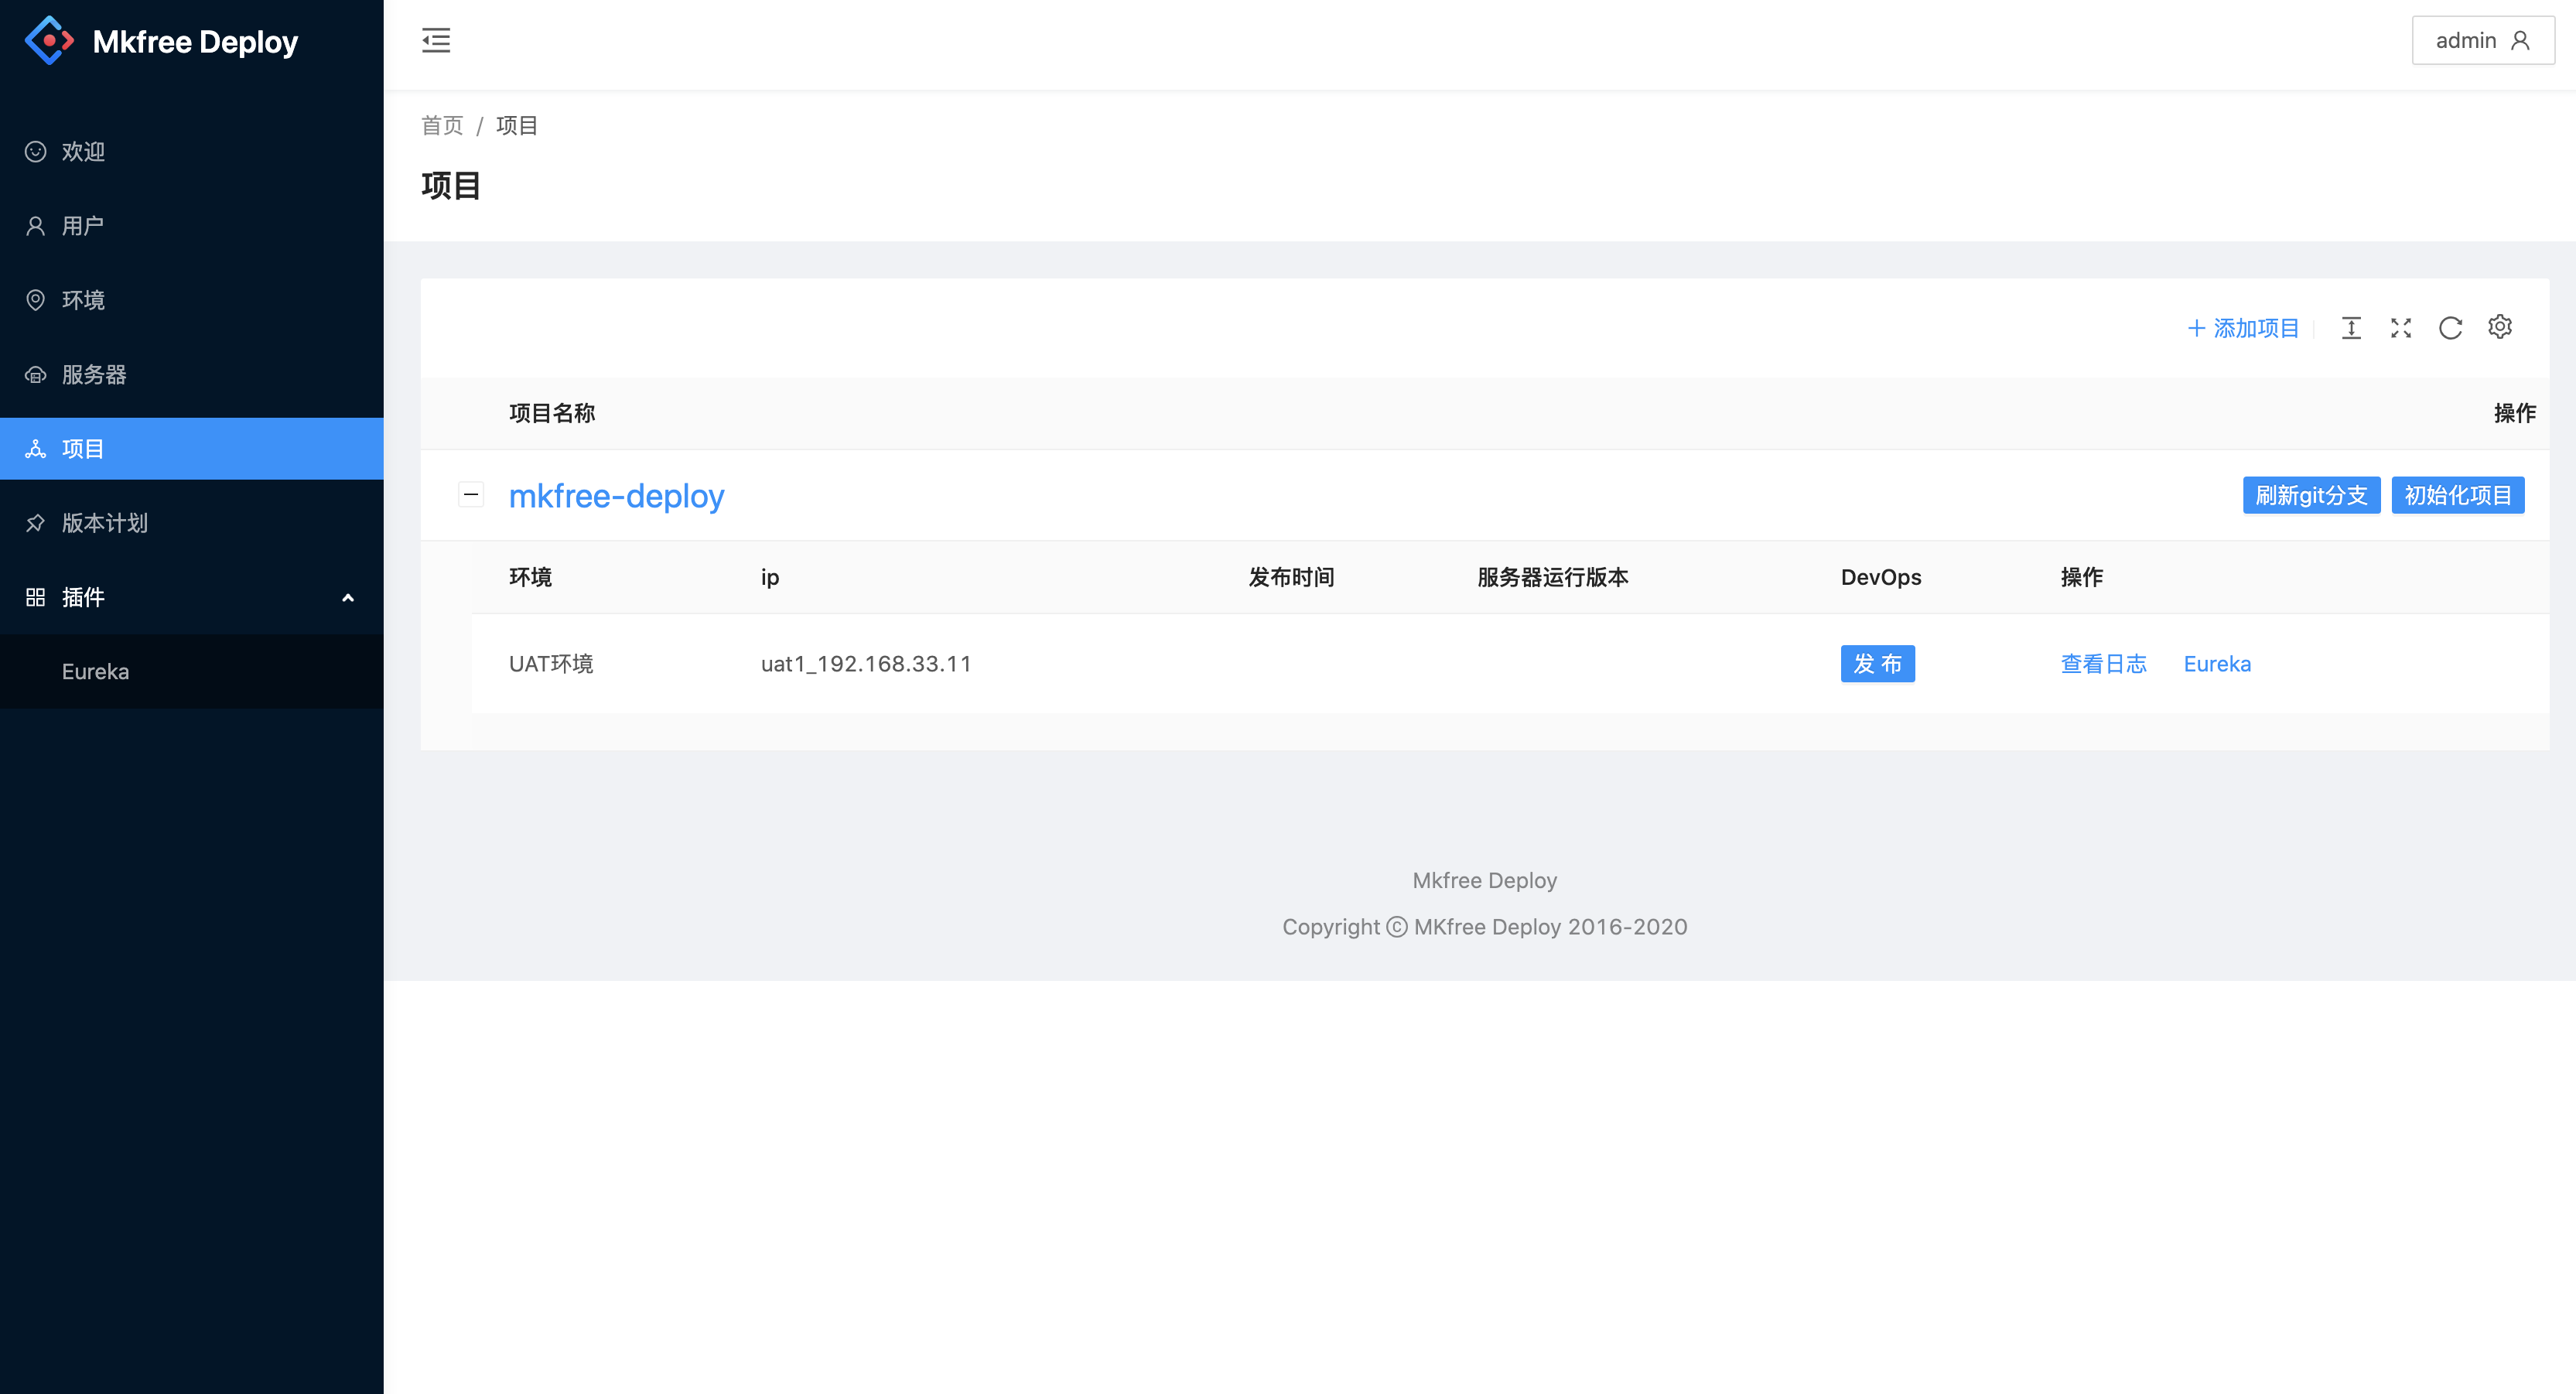 Mkfree Deploy
admin
欢迎
用户
环境
服务器
项目
版本计划
插件
Eureka
首页 / 项目
项目
添加项目
项目名称 操作
mkfree-deploy 刷新git分支 初始化项目
环境 ip 发布时间 服务器运行版本 DevOps 操作
UAT环境 uat1_192.168.33.11 发 布 查看日志 Eureka
Mkfree Deploy
Copyright © MKfree Deploy 2016-2020